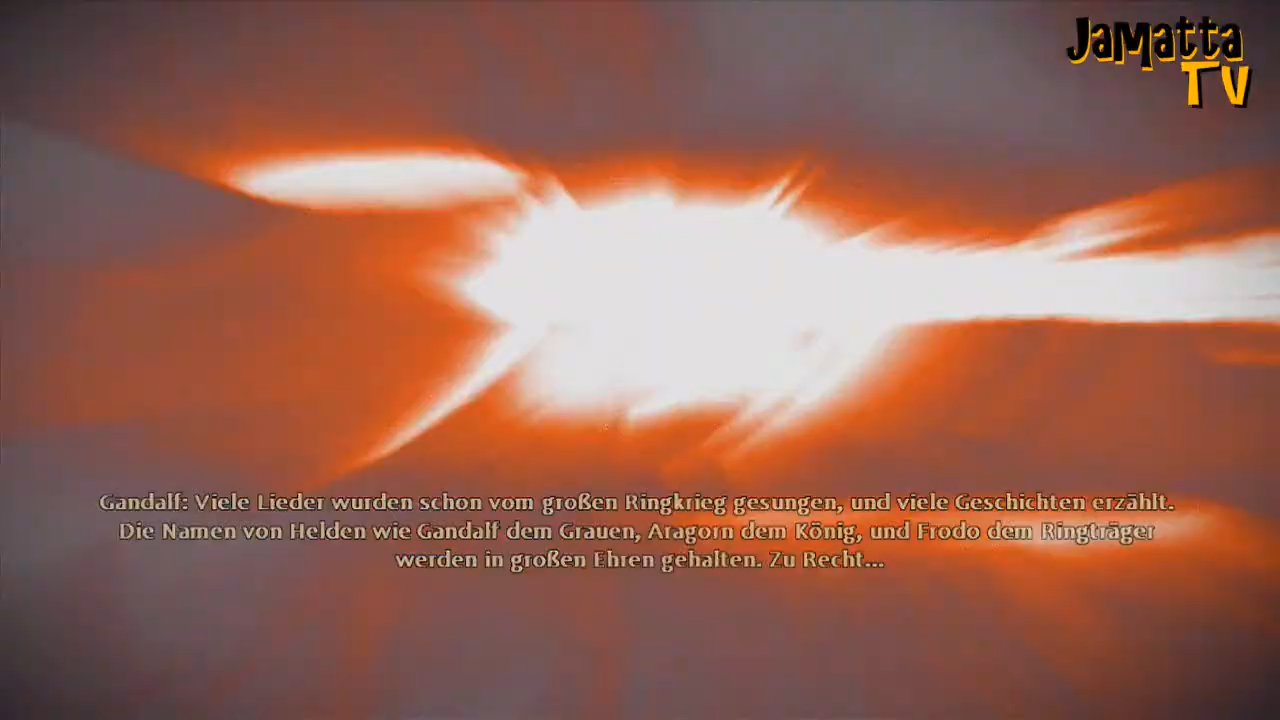 JaMatta
TV
Gandalf: Viele Lieder wurden schon vom großen Ringkrieg gesungen, und viele Geschichten erzählt.
Die Namen von Helden wie Gandalf dem Grauen, Aragorn dem König, und Frodo dem Ringträger
werden in großen Ehren gehalten. Zu Recht...